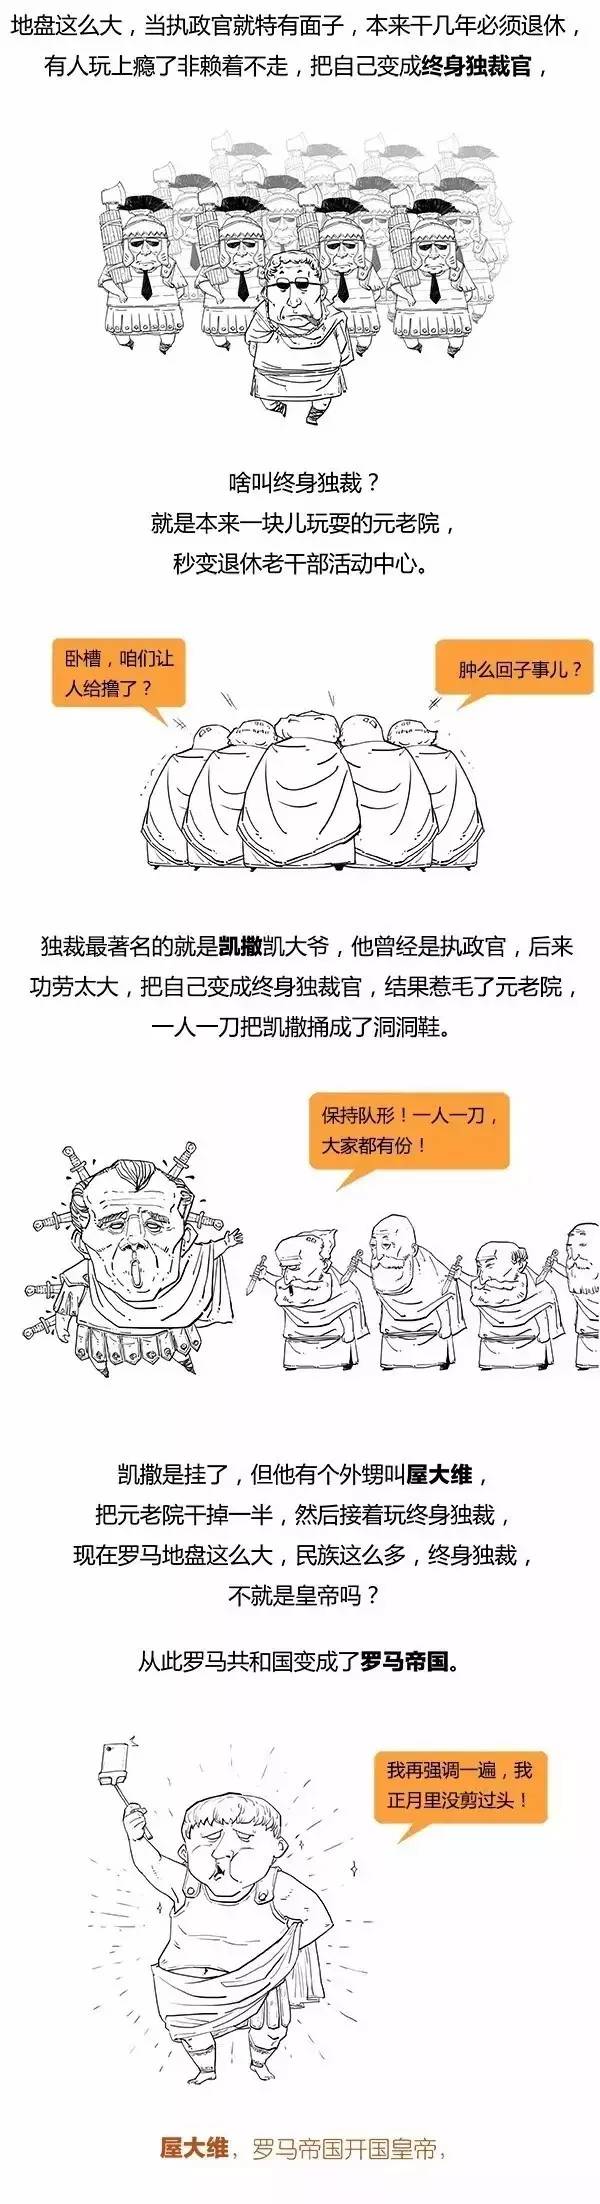 地盘这么大，当执政官就特有面子，本来干几年必须退休，
有人玩上瘾了非赖着不走，把自己变成终身独裁官，
啥叫终身独裁？
就是本来一块儿玩耍的元老院，
秒变退休老干部活动中心。
卧槽，咱们让
人给撸了？
肿么回子事儿？
独裁最著名的就是凯撒凯大爷，他曾经是执政官，后来
功劳太大，把自己变成终身独裁官，结果惹毛了元老院，
一人一刀把凯撒捅成了洞洞鞋。
保持队形！一人一刀，
大家都有份！
凯撒是挂了，但他有个外甥叫屋大维，
把元老院干掉一半，然后接着玩终身独裁，
现在罗马地盘这么大，民族这么多，终身独裁，
不就是皇帝吗？
从此罗马共和国变成了罗马帝国。
我再强调一遍，我
正月里没剪过头！
屋大维，罗马帝国开国皇帝，